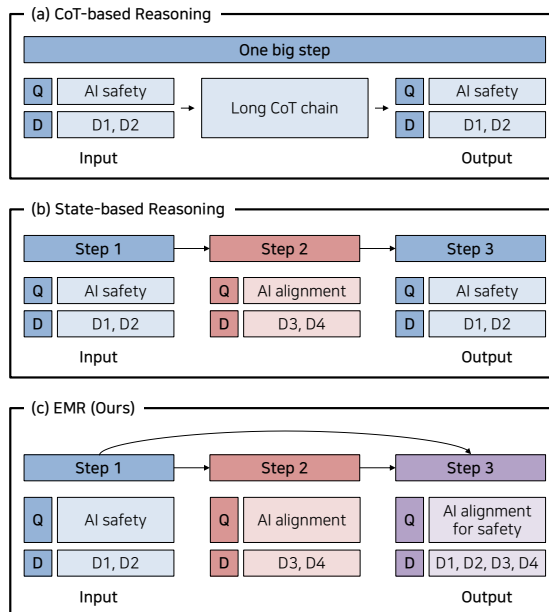 (a) CoT-based Reasoning
One big step
Q AI safety Long CoT chain Q AI safety
D D1, D2 D D1, D2
Input Output
(b) State-based Reasoning
Step 1 Step 2 Step 3
Q AI safety Q AI alignment Q AI safety
D D1, D2 D D3, D4 D D1, D2
Input Output
(c) EMR (Ours)
Step 1 Step 2 Step 3
Q AI safety Q AI alignment Q AI alignment
for safety
D D1, D2 D D3, D4 D D1, D2, D3, D4
Input Output